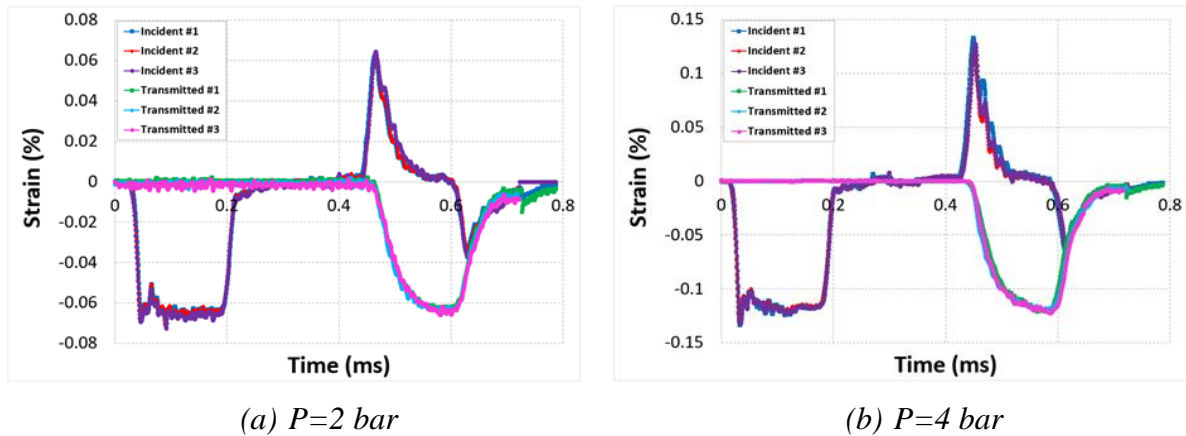 0.08
0.06
0.04
0.02
0
-0.02
-0.04
-0.06
-0.08
Strain (%)
Incident #1
Incident #2
Incident #3
Transmitted #1
Transmitted #2
Transmitted #3
0 0.2 0.4 0.6 0.8
Time (ms)
(a) P=2 bar
0.15
0.1
0.05
0
-0.05
-0.1
-0.15
Strain (%)
Incident #1
Incident #2
Incident #3
Transmitted #1
Transmitted #2
Transmitted #3
0 0.2 0.4 0.6 0.8
Time (ms)
(b) P=4 bar